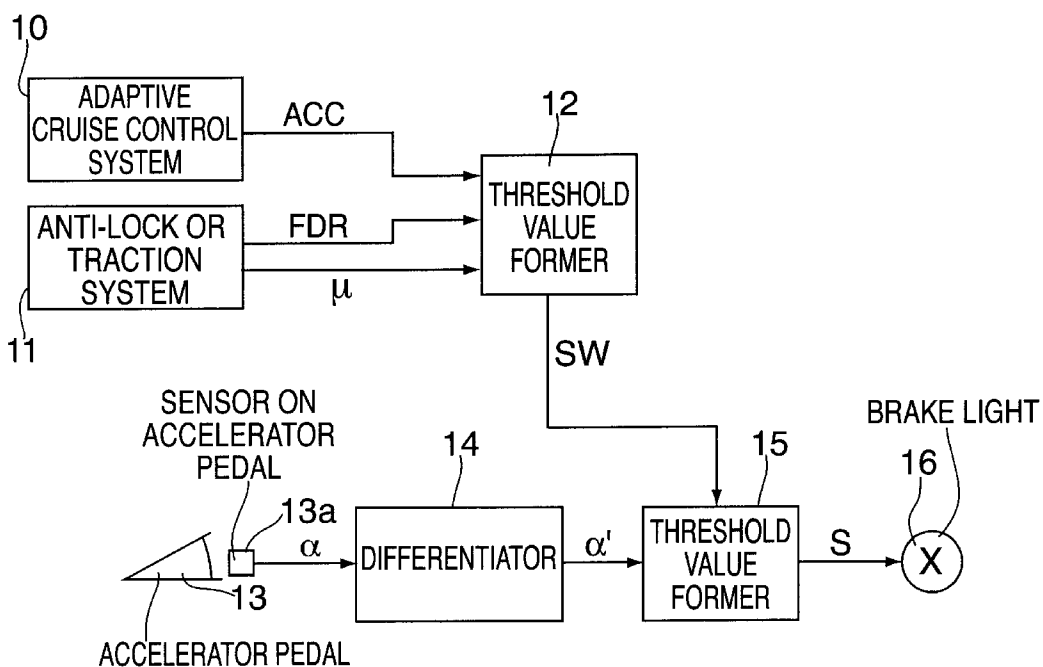 10
ADAPTIVE
CRUISE CONTROL
SYSTEM
ACC
12
THRESHOLD
VALUE
FORMER
ANTI-LOCK OR
TRACTION
SYSTEM
FDR
μ
11
SW
SENSOR ON
ACCELERATOR
PEDAL
13a
α
13
ACCELERATOR PEDAL
14
DIFFERENTIATOR
α'
15
THRESHOLD
VALUE
FORMER
S
BRAKE LIGHT
16
X